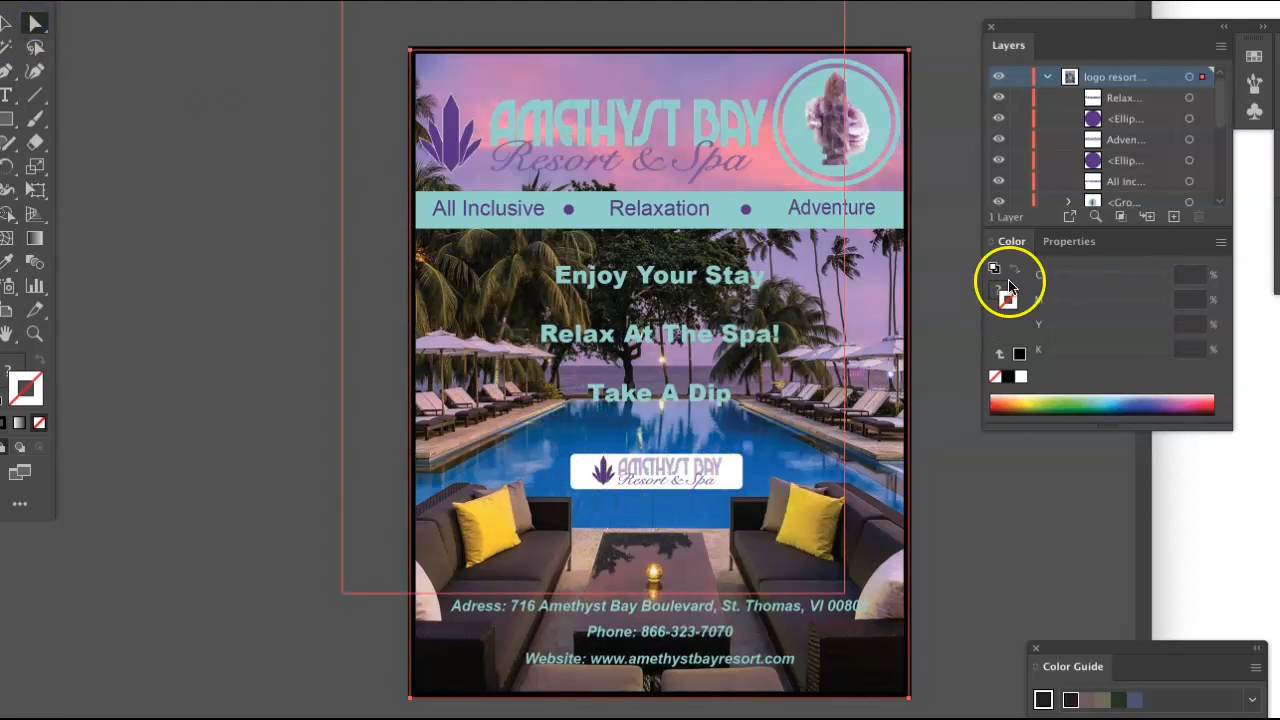 Layers
logo resort...
Relax...
<Ellip...
Adven...
<Ellip...
All Inc...
<Gro...
1 Layer
Color
Properties
?
%
M
%
Y
%
K
%
Color Guide
AMETHYST BAY
Resort & Spa
All Inclusive • Relaxation • Adventure
Enjoy Your Stay
Relax At The Spa!
Take A Dip
AMETHYST BAY
Resort & Spa
Adress: 716 Amethyst Bay Boulevard, St. Thomas, VI
Phone: 866-323-7070
Website: www.amethystbayresort.com